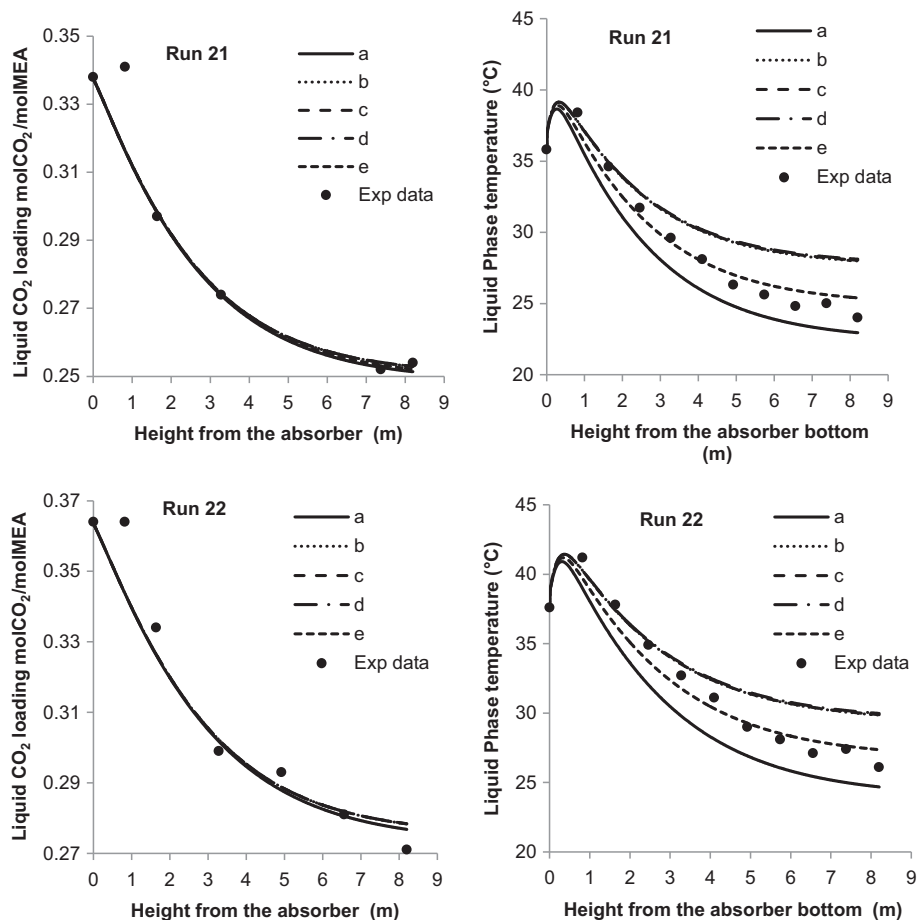 Run 21
Liquid CO₂ loading molCO₂/molMEA
0.35
0.33
0.31
0.29
0.27
0.25
a
b
c
d
e
Exp data
0 1 2 3 4 5 6 7 8 9
Height from the absorber (m)
Run 21
Liquid Phase temperature (°C)
45
40
35
30
25
20
a
b
c
d
e
Exp data
0 1 2 3 4 5 6 7 8 9
Height from the absorber bottom
(m)
Run 22
Liquid CO₂ loading molCO₂/molMEA
0.37
0.35
0.33
0.31
0.29
0.27
a
b
c
d
e
Exp data
0 1 2 3 4 5 6 7 8 9
Height from the absorber (m)
Run 22
Liquid Phase temperature (°C)
45
40
35
30
25
20
a
b
c
d
e
Exp data
0 1 2 3 4 5 6 7 8 9
Height from the absorber bottom (m)